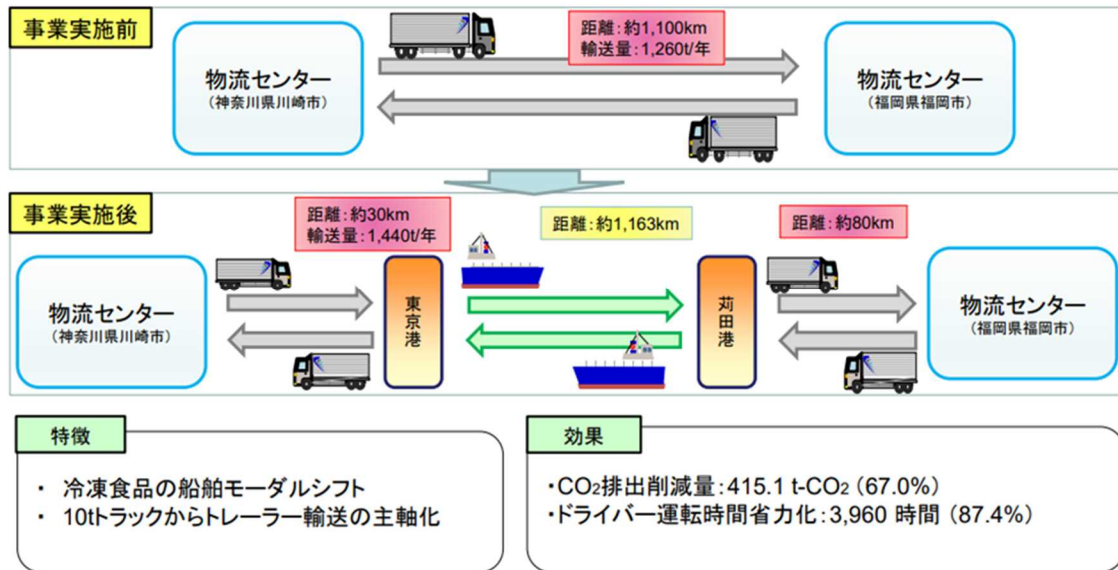 事業実施前
距離：約1,100km
輸送量：1,260t/年
物流センター
（神奈川県川崎市）
物流センター
（福岡県福岡市）
事業実施後
距離：約30km
輸送量：1,440t/年
距離：約1,163km
距離：約80km
物流センター
（神奈川県川崎市）
東京港
苅田港
物流センター
（福岡県福岡市）
特徴
・ 冷凍食品の船舶モーダルシフト
・ 10tトラックからトレーラー輸送の主軸化
効果
・CO₂排出削減量：415.1 t-CO₂ （67.0%）
・ドライバー運転時間省力化：3,960 時間 （87.4%）